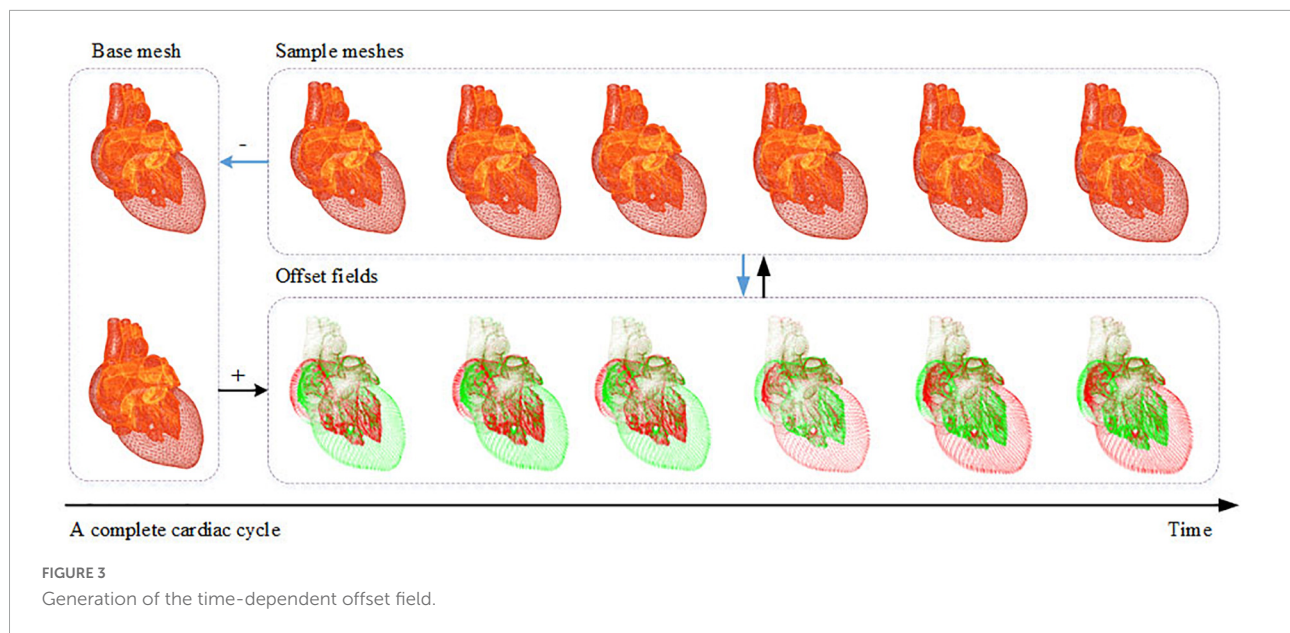 Base mesh
Sample meshes
-
Offset fields
+
A complete cardiac cycle
Time
FIGURE 3
Generation of the time-dependent offset field.